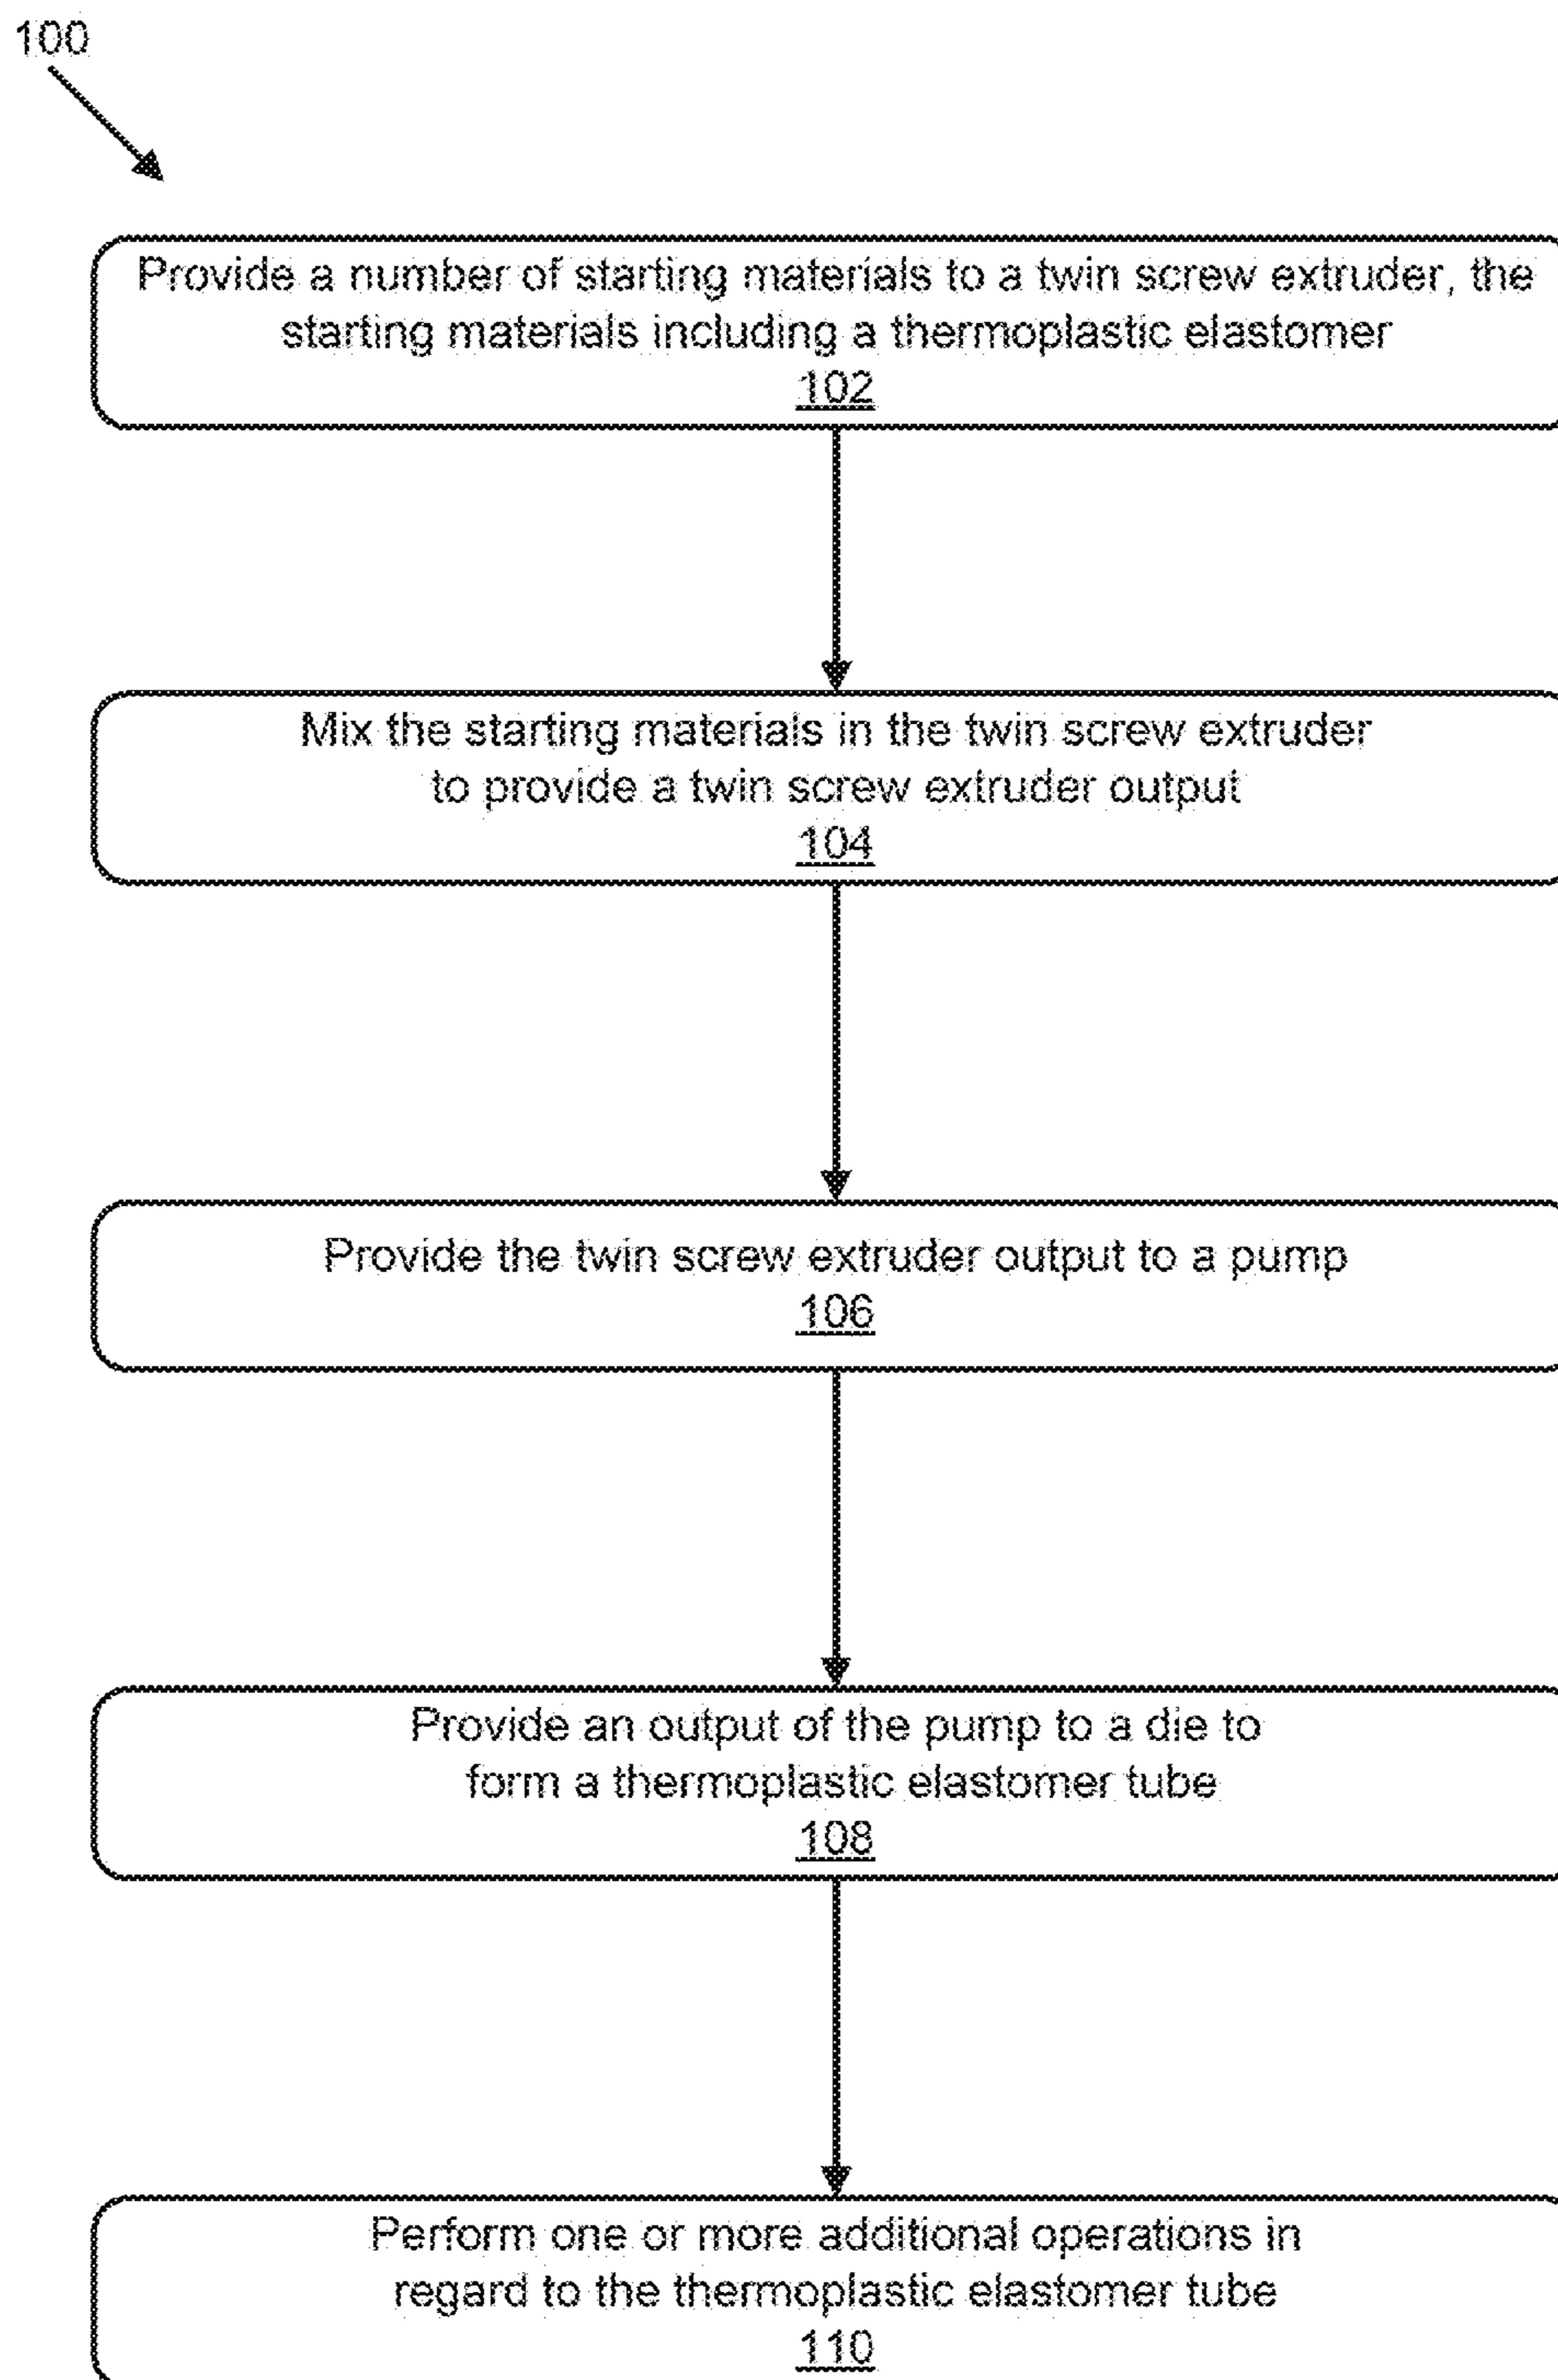 100
Provide a number of starting materials to a twin screw extruder, the
starting materials including a thermoplastic elastomer
102
Mix the starting materials in the twin screw extruder
to provide a twin screw extruder output
104
Provide the twin screw extruder output to a pump
106
Provide an output of the pump to a die to
form a thermoplastic elastomer tube
108
Perform one or more additional operations in
regard to the thermoplastic elastomer tube
110